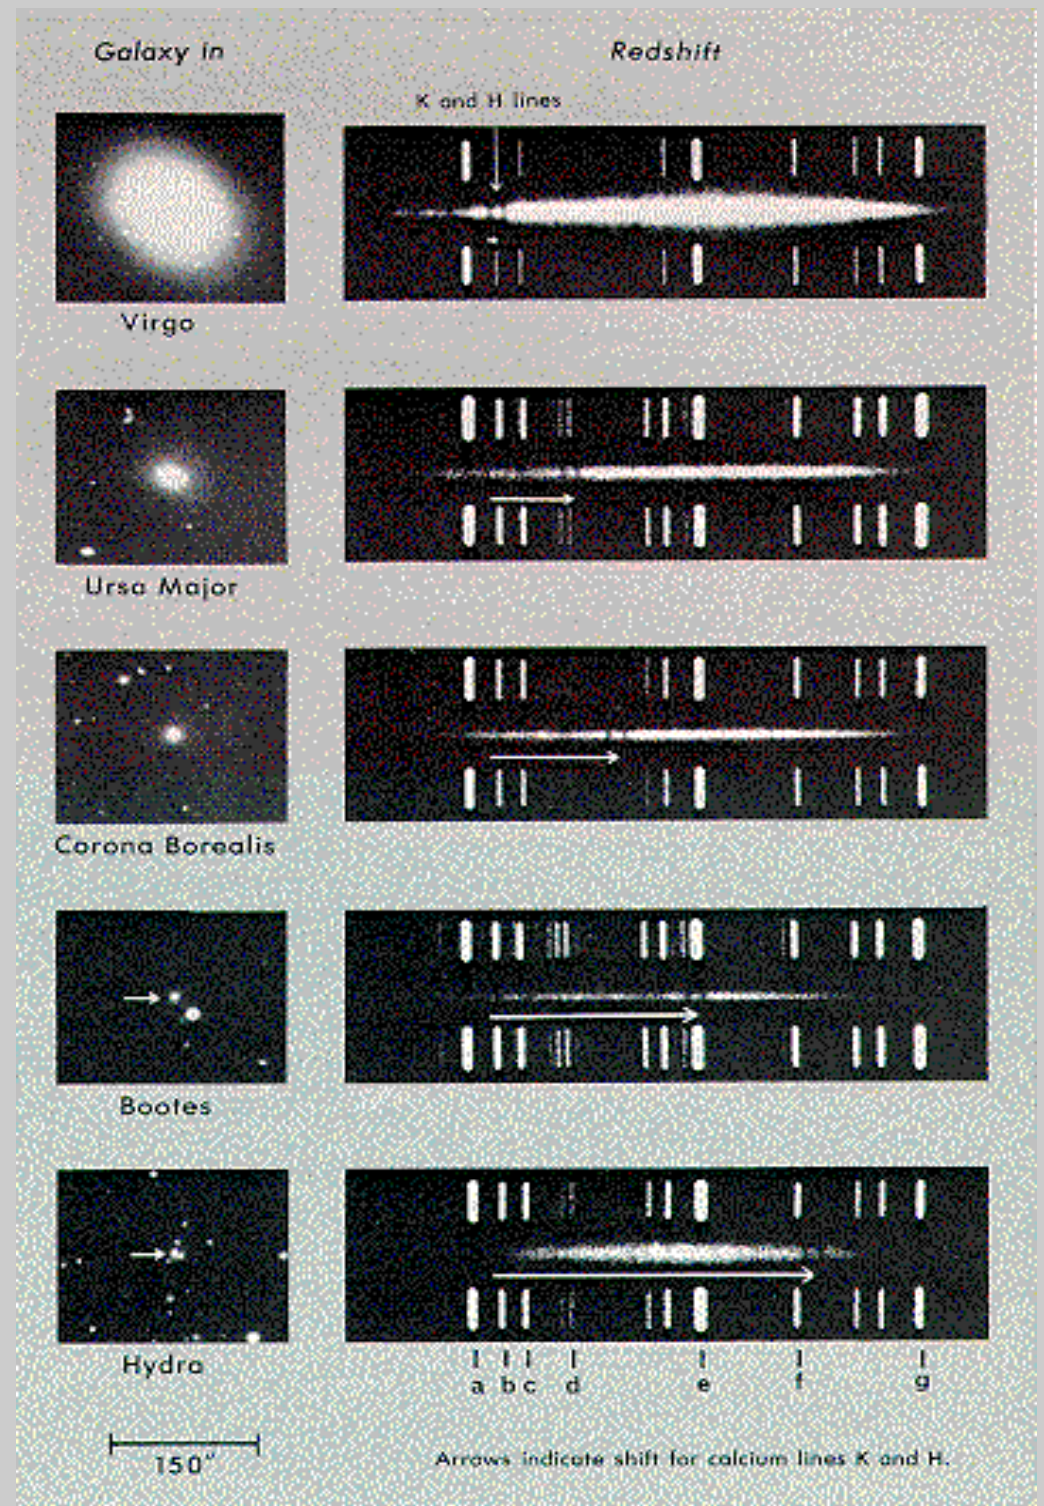 Galaxy in
Redshift
K and H lines
Virgo
Ursa Major
Corona Borealis
Bootes
Hydra
a b c d e f g
150″
Arrows indicate shift for calcium lines K and H.